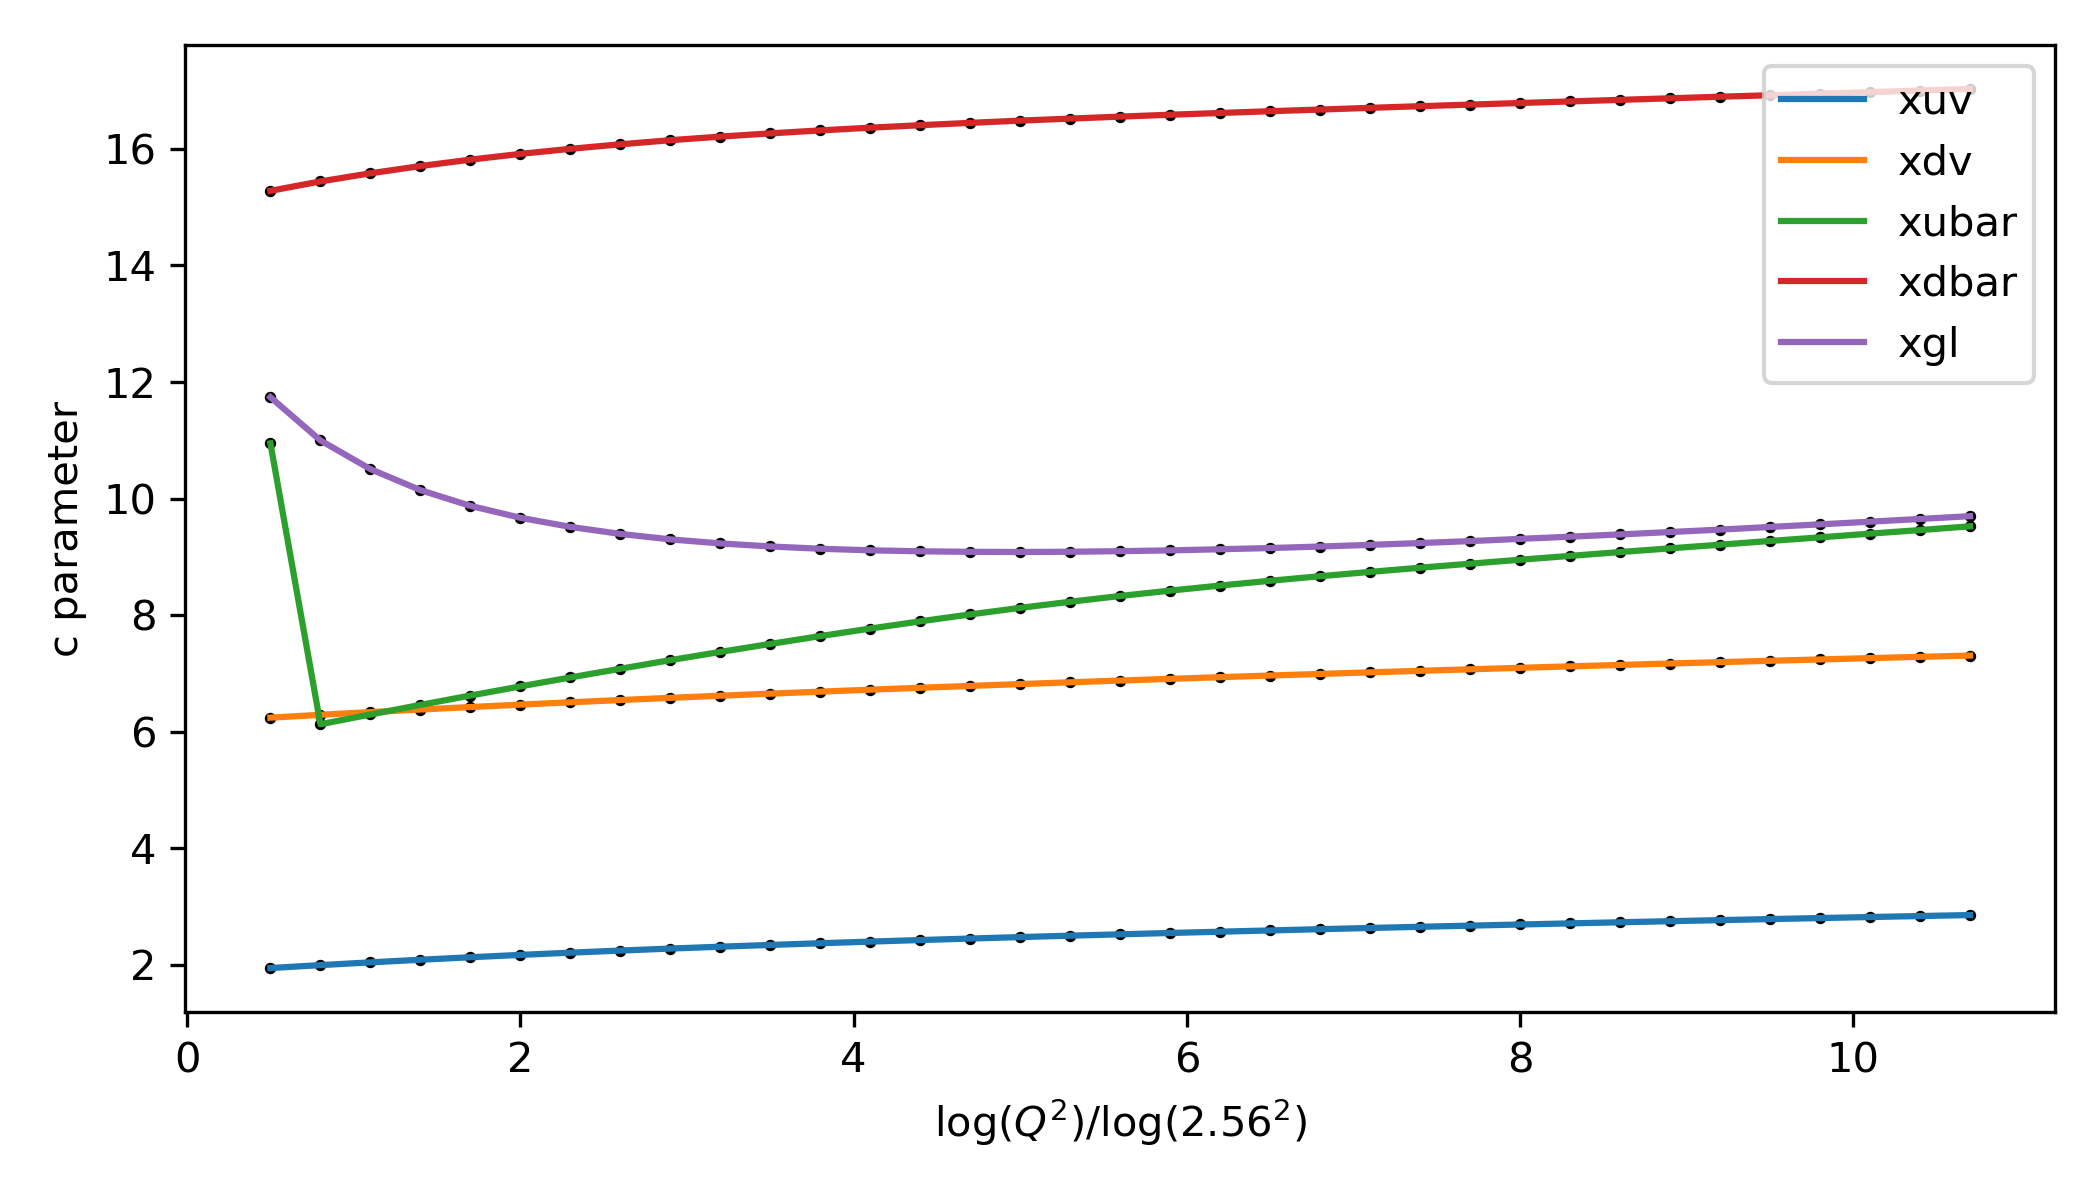 16
14
12
10
8
6
4
2
c parameter
0 2 4 6 8 10
log(Q²)/log(2.56²)
xuv
xdv
xubar
xdbar
xgl